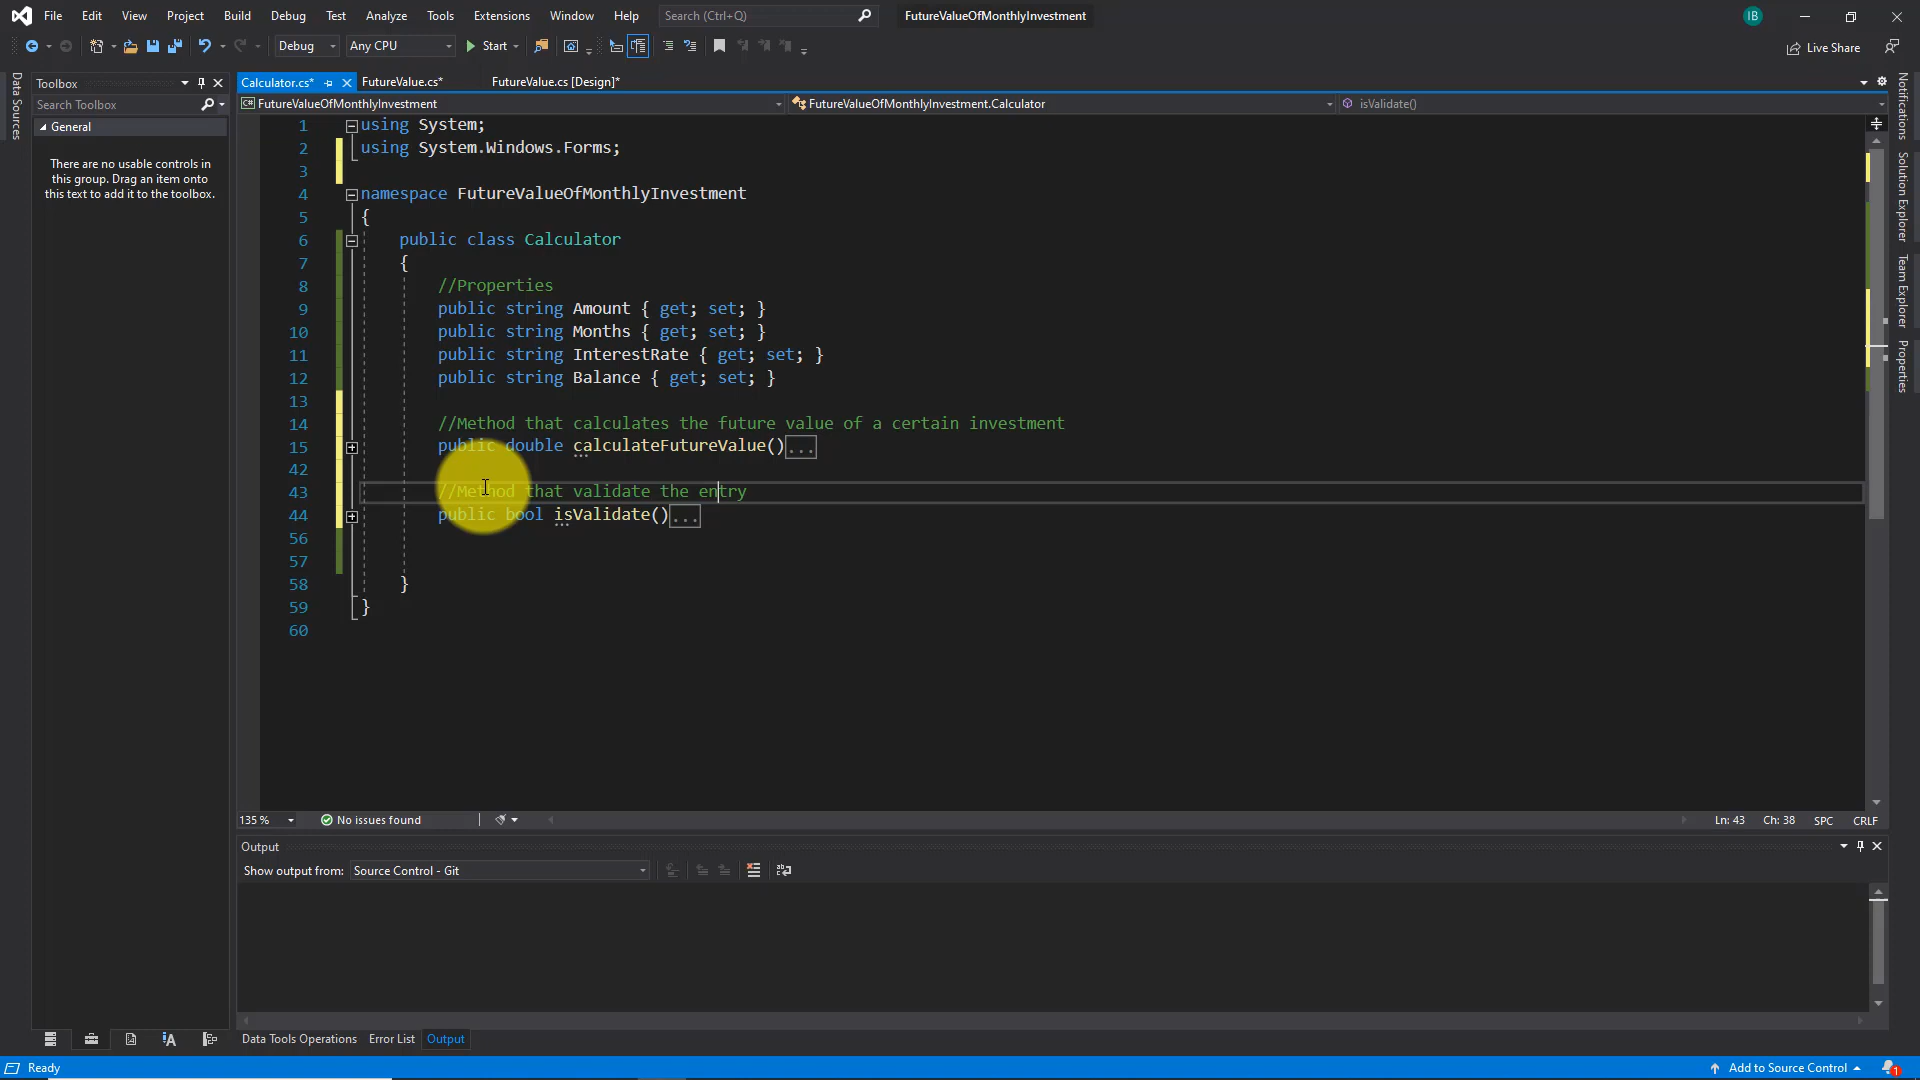 File Edit View Project Build Debug Test Analyze Tools Extensions Window Help Search (Ctrl+Q) FutureValueOfMonthlyInvestment IB
Debug Any CPU Start Live Share
Toolbox
Search Toolbox
General
There are no usable controls in
this group. Drag an item onto
this text to add it to the toolbox.
Data Sources
Calculator.cs* FutureValue.cs* FutureValue.cs [Design]*
FutureValueOfMonthlyInvestment FutureValueOfMonthlyInvestment.Calculator isValidate()
1 using System;
2 using System.Windows.Forms;
3
4 namespace FutureValueOfMonthlyInvestment
5 {
6 public class Calculator
7 {
8 //Properties
9 public string Amount { get; set; }
10 public string Months { get; set; }
11 public string InterestRate { get; set; }
12 public string Balance { get; set; }
13
14 //Method that calculates the future value of a certain investment
15 public double calculateFutureValue()...
42
43 //Method that validate the entry
44 public bool isValidate()...
56
57
58 }
59 }
60
135 % No issues found Ln: 43 Ch: 38 SPC CRLF
Output
Show output from: Source Control - Git
Data Tools Operations Error List Output
Ready Add to Source Control 1
Notifications
Solution Explorer
Team Explorer
Properties